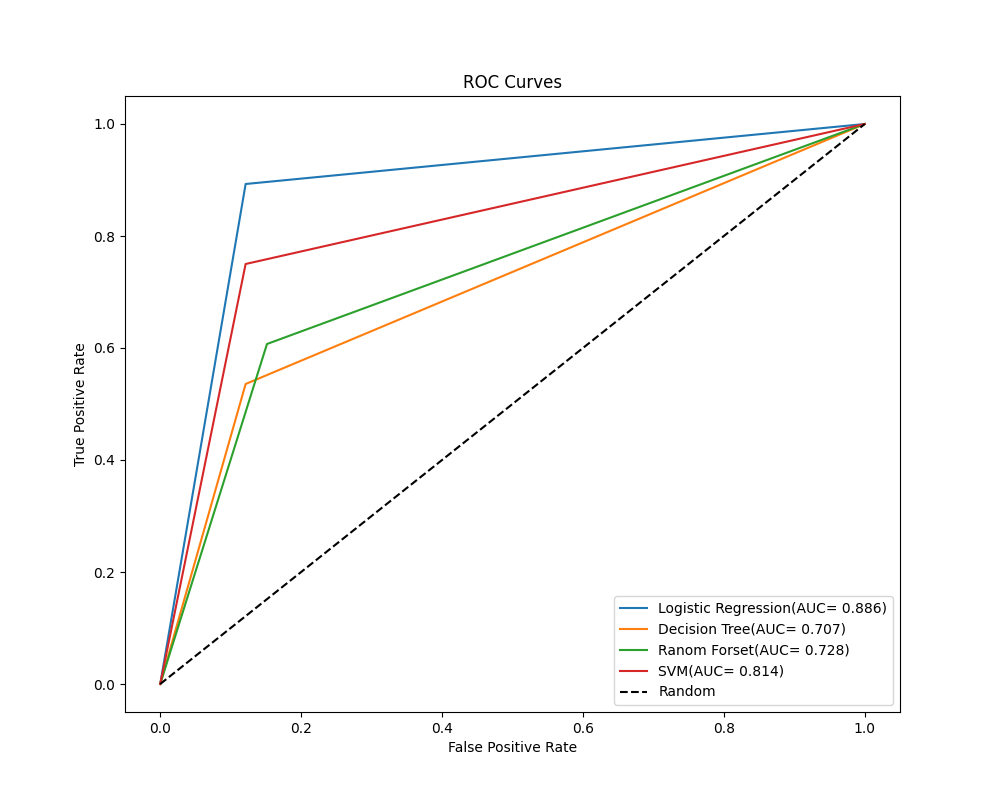 ROC Curves
True Positive Rate
1.0
0.8
0.6
0.4
0.2
0.0
0.0 0.2 0.4 0.6 0.8 1.0
False Positive Rate
Logistic Regression(AUC= 0.886)
Decision Tree(AUC= 0.707)
Ranom Forset(AUC= 0.728)
SVM(AUC= 0.814)
Random